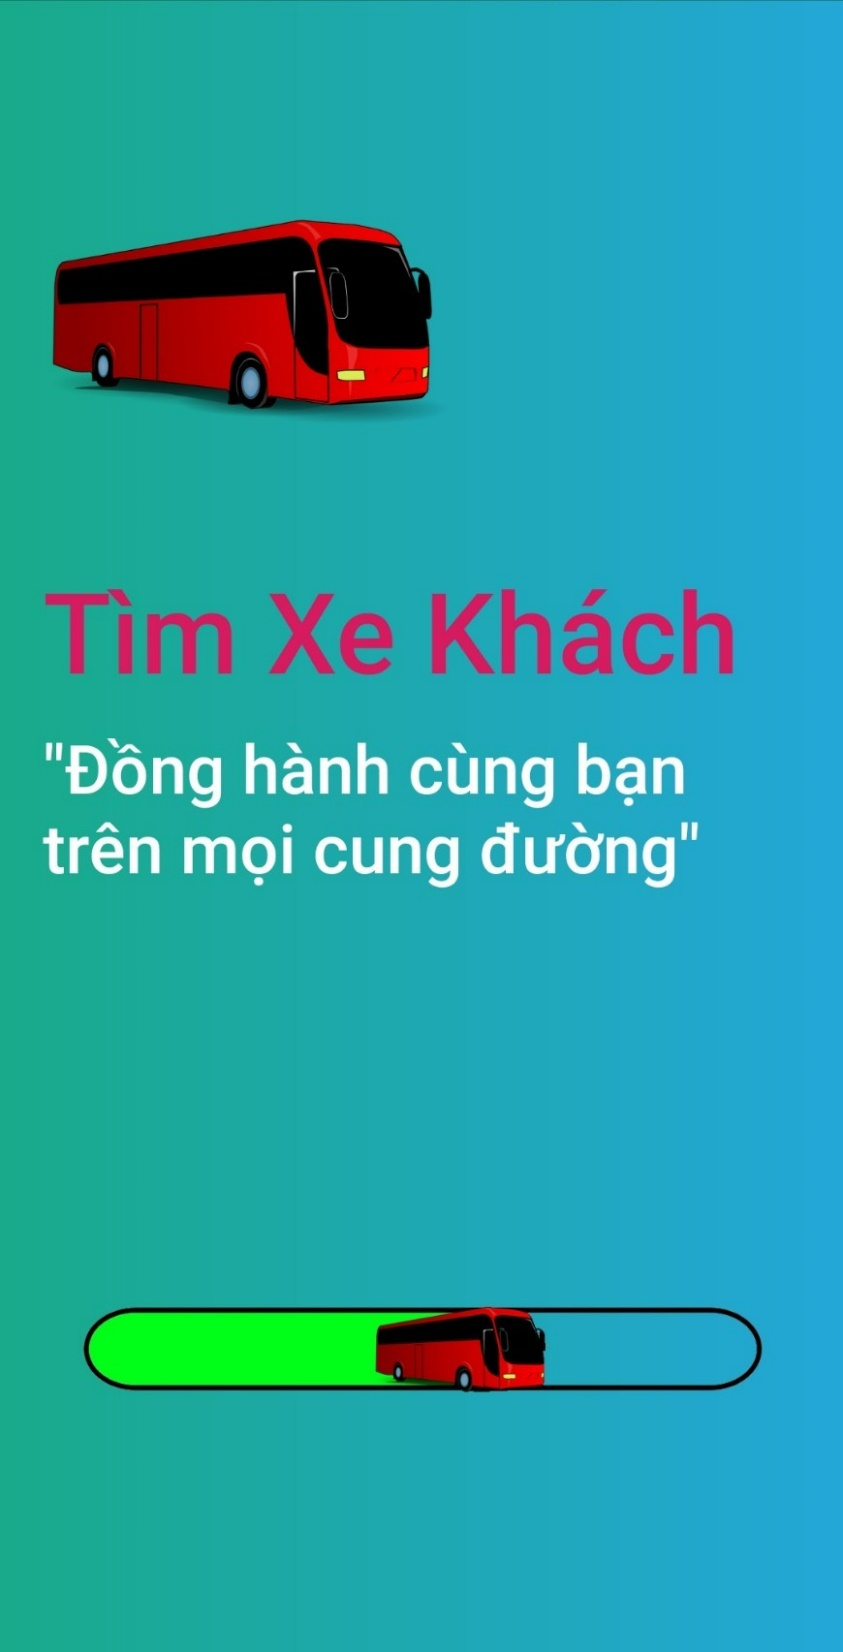 Tìm Xe Khách
"Đồng hành cùng bạn
trên mọi cung đường"